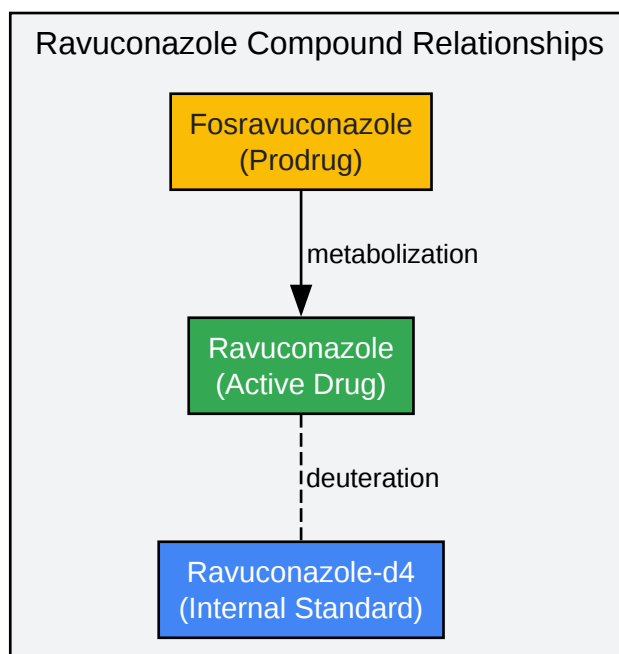 Ravuconazole Compound Relationships
Fosravuconazole
(Prodrug)
metabolization
Ravuconazole
(Active Drug)
deuteration
Ravuconazole-d4
(Internal Standard)